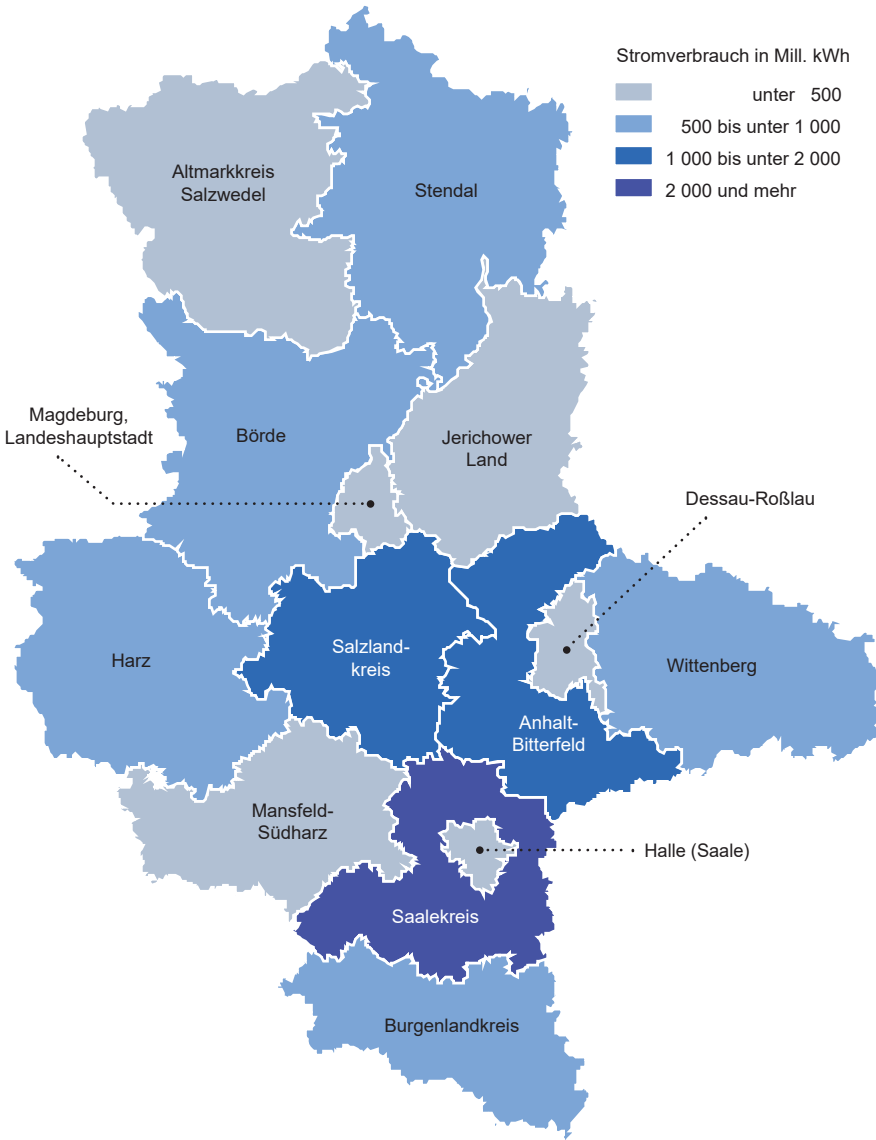 Stromverbrauch in Mill. kWh
unter 500
500 bis unter 1 000
1 000 bis unter 2 000
2 000 und mehr
Altmarkkreis
Salzwedel
Stendal
Magdeburg,
Landeshauptstadt
Börde
Jerichower
Land
Dessau-Roßlau
Harz
Salzland-
kreis
Wittenberg
Anhalt-
Bitterfeld
Mansfeld-
Südharz
Halle (Saale)
Saalekreis
Burgenlandkreis